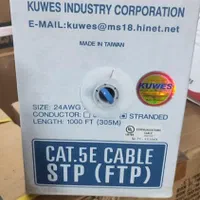 KUWES INDUSTRY CORPORATION
E-MAIL:kuwes@ms18.hinet.net
MADE IN TAIWAN
KUWES
SIZE: 24AWG
CONDUCTOR: STRANDED
LENGTH: 1000 FT (305M)
CAT.5E CABLE
STP (FTP)